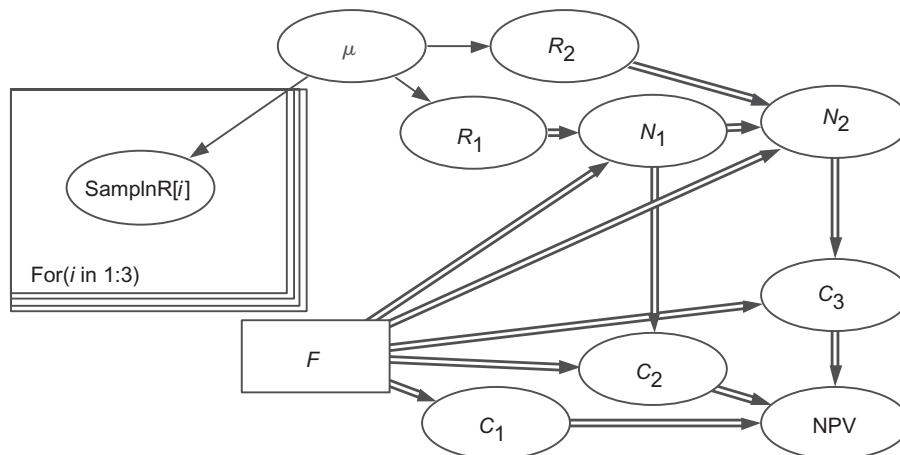 μ
R₂
N₂
R₁
N₁
SamplnR[i]
For(i in 1:3)
C₃
F
C₂
C₁
NPV